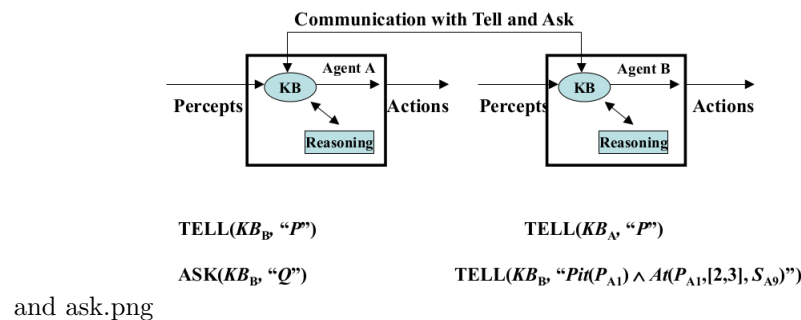 Communication with Tell and Ask
Agent A
KB
Percepts
Actions
Reasoning
Agent B
KB
Percepts
Actions
Reasoning
TELL(KB_B, “P”)
TELL(KB_A, “P”)
ASK(KB_B, “Q”)
TELL(KB_B, “Pit(P_A1) ∧ At(P_A1,[2,3], S_A9)”)
and ask.png